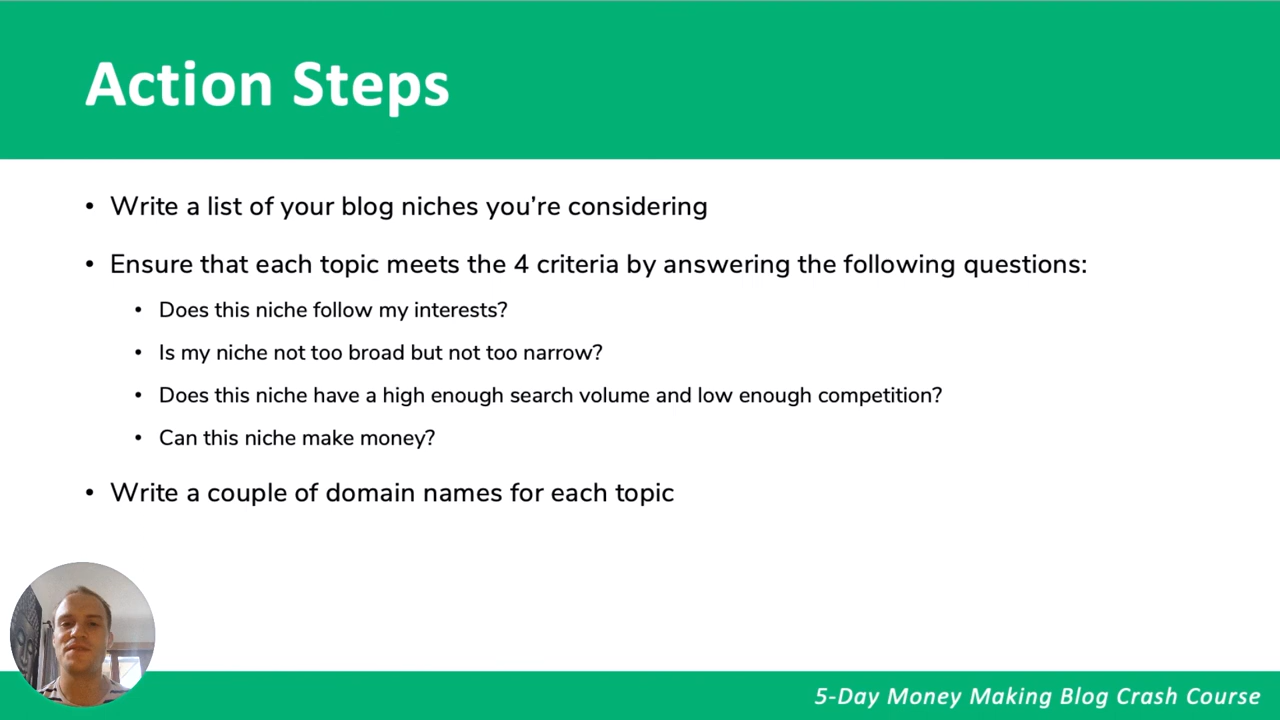 Action Steps
• Write a list of your blog niches you’re considering
• Ensure that each topic meets the 4 criteria by answering the following questions:
• Does this niche follow my interests?
• Is my niche not too broad but not too narrow?
• Does this niche have a high enough search volume and low enough competition?
• Can this niche make money?
• Write a couple of domain names for each topic
5-Day Money Making Blog Crash Course